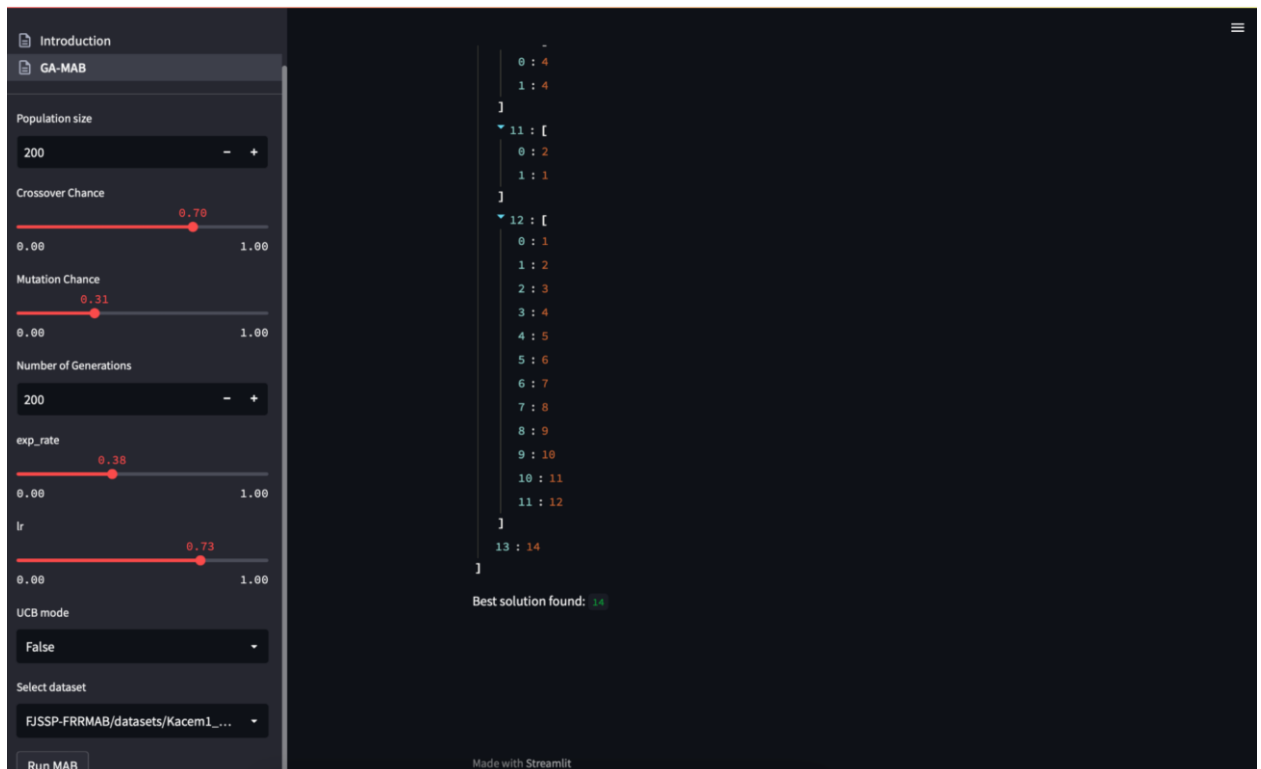 Introduction
GA-MAB
Population size
200 - +
Crossover Chance
0.70
0.00 1.00
Mutation Chance
0.31
0.00 1.00
Number of Generations
200 - +
exp_rate
0.38
0.00 1.00
lr
0.73
0.00 1.00
UCB mode
False
Select dataset
FJSSP-FRRMAB/datasets/Kacem1_...
Run MAB
0 : 4
1 : 4
]
11 : [
0 : 2
1 : 1
]
12 : [
0 : 1
1 : 2
2 : 3
3 : 4
4 : 5
5 : 6
6 : 7
7 : 8
8 : 9
9 : 10
10 : 11
11 : 12
]
13 : 14
]
Best solution found: 14
Made with Streamlit